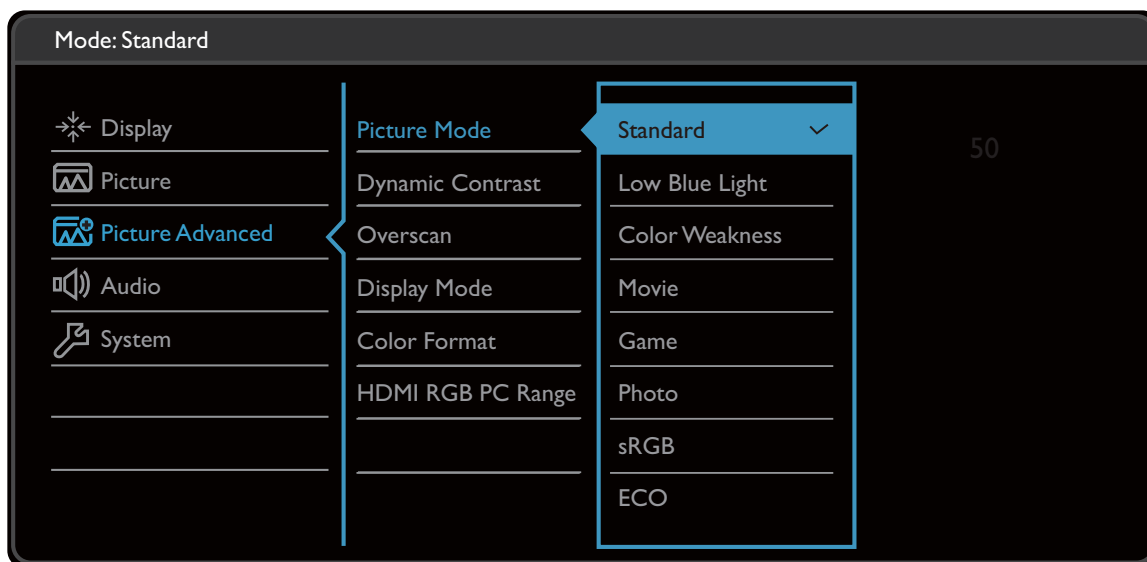 Mode: Standard
Display
Picture
Picture Advanced
Audio
System
Picture Mode
Dynamic Contrast
Overscan
Display Mode
Color Format
HDMI RGB PC Range
Standard
Low Blue Light
Color Weakness
Movie
Game
Photo
sRGB
ECO
50